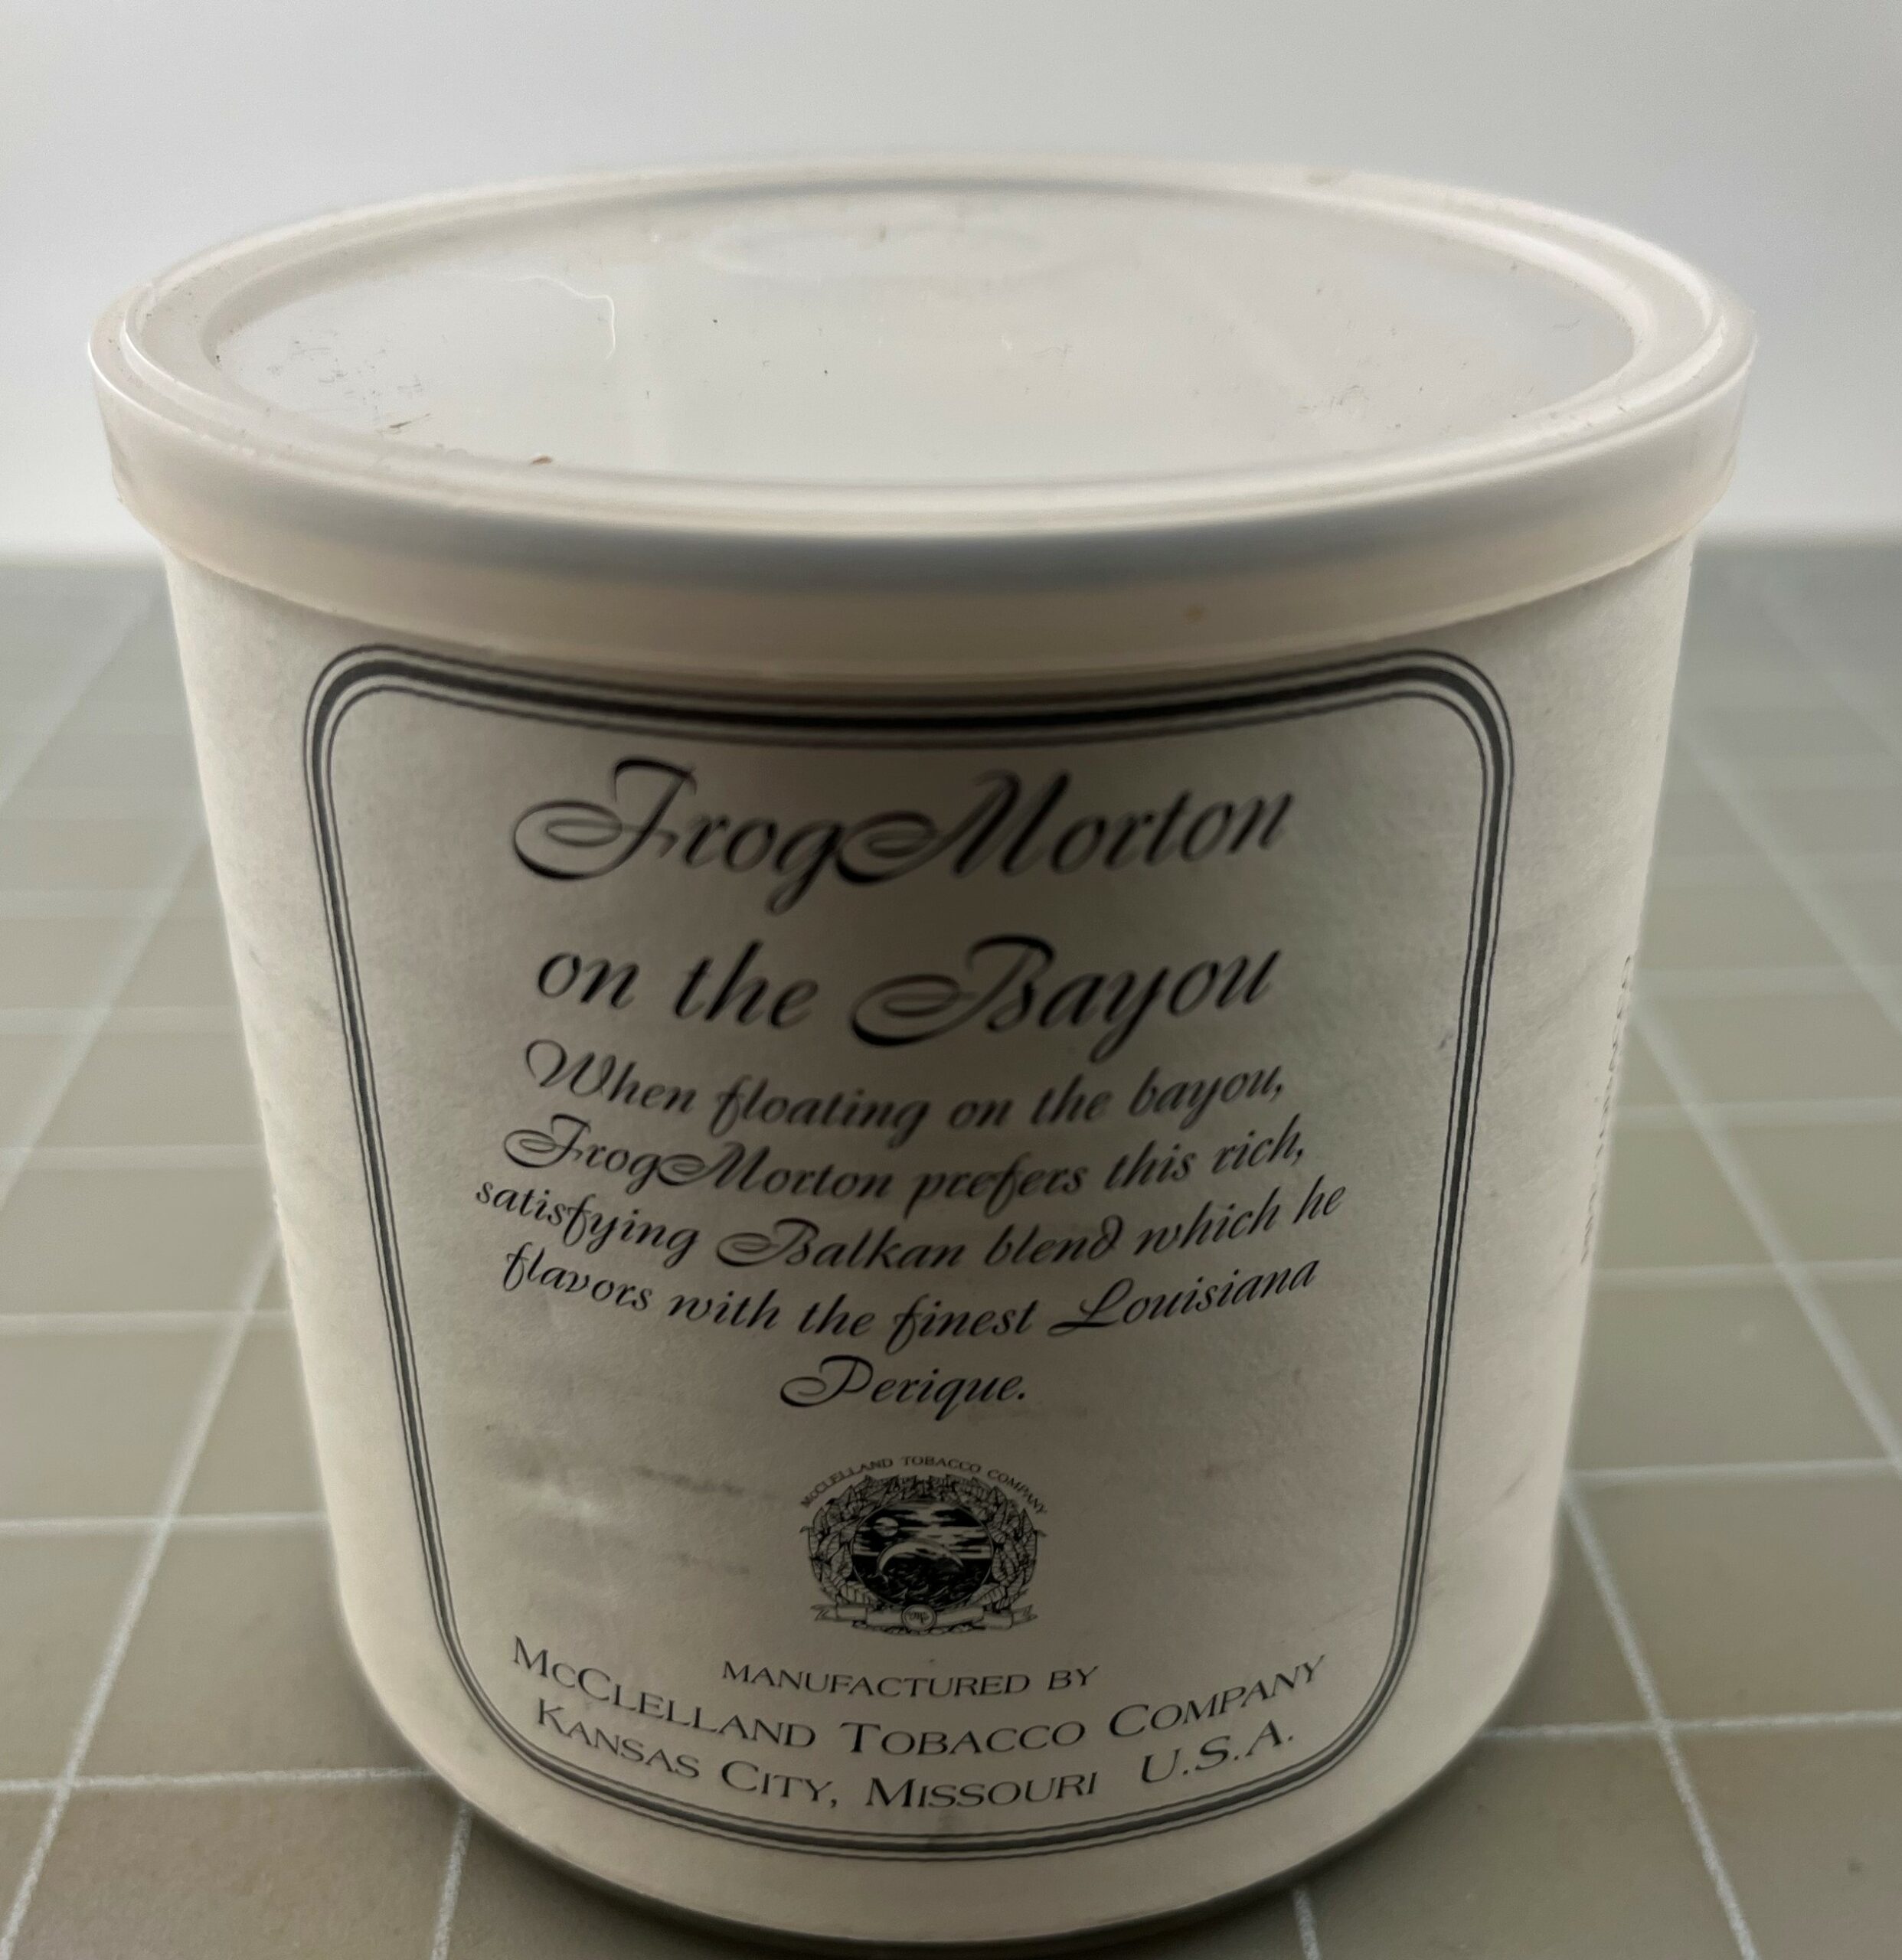 FrogMorton
on the Bayou
When floating on the bayou,
FrogMorton prefers this rich,
satisfying Balkan blend which he
flavors with the finest Louisiana
Perique.
McCLELLAND TOBACCO COMPANY
MANUFACTURED BY
McCLELLAND TOBACCO COMPANY
KANSAS CITY, MISSOURI U.S.A.